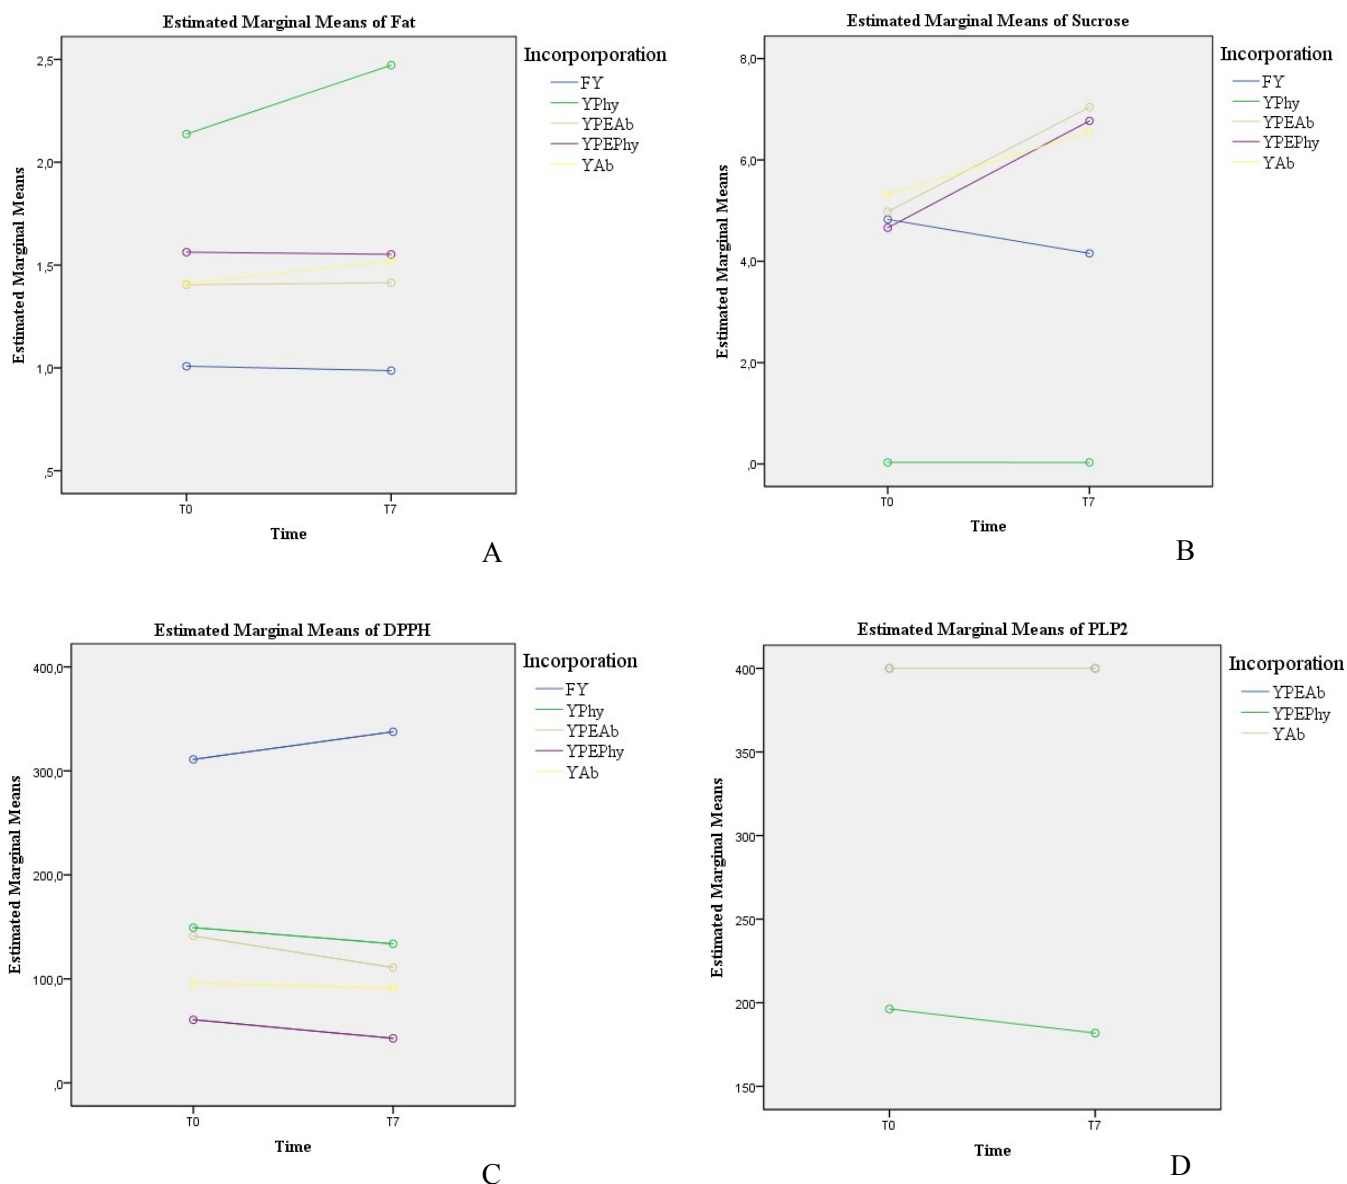 Estimated Marginal Means of Fat
Estimated Marginal Means
2,5
2,0
1,5
1,0
,5
T0
T7
Time
Incorporporation
FY
YPhy
YPEAb
YPEPhy
YAb
A
Estimated Marginal Means of Sucrose
Estimated Marginal Means
8,0
6,0
4,0
2,0
,0
T0
T7
Time
Incorporation
FY
YPhy
YPEAb
YPEPhy
YAb
B
Estimated Marginal Means of DPPH
Estimated Marginal Means
400,0
300,0
200,0
100,0
,0
T0
T7
Time
Incorporation
FY
YPhy
YPEAb
YPEPhy
YAb
C
Estimated Marginal Means of PLP2
Estimated Marginal Means
400
350
300
250
200
150
T0
T7
Time
Incorporation
YPEAb
YPEPhy
YAb
D